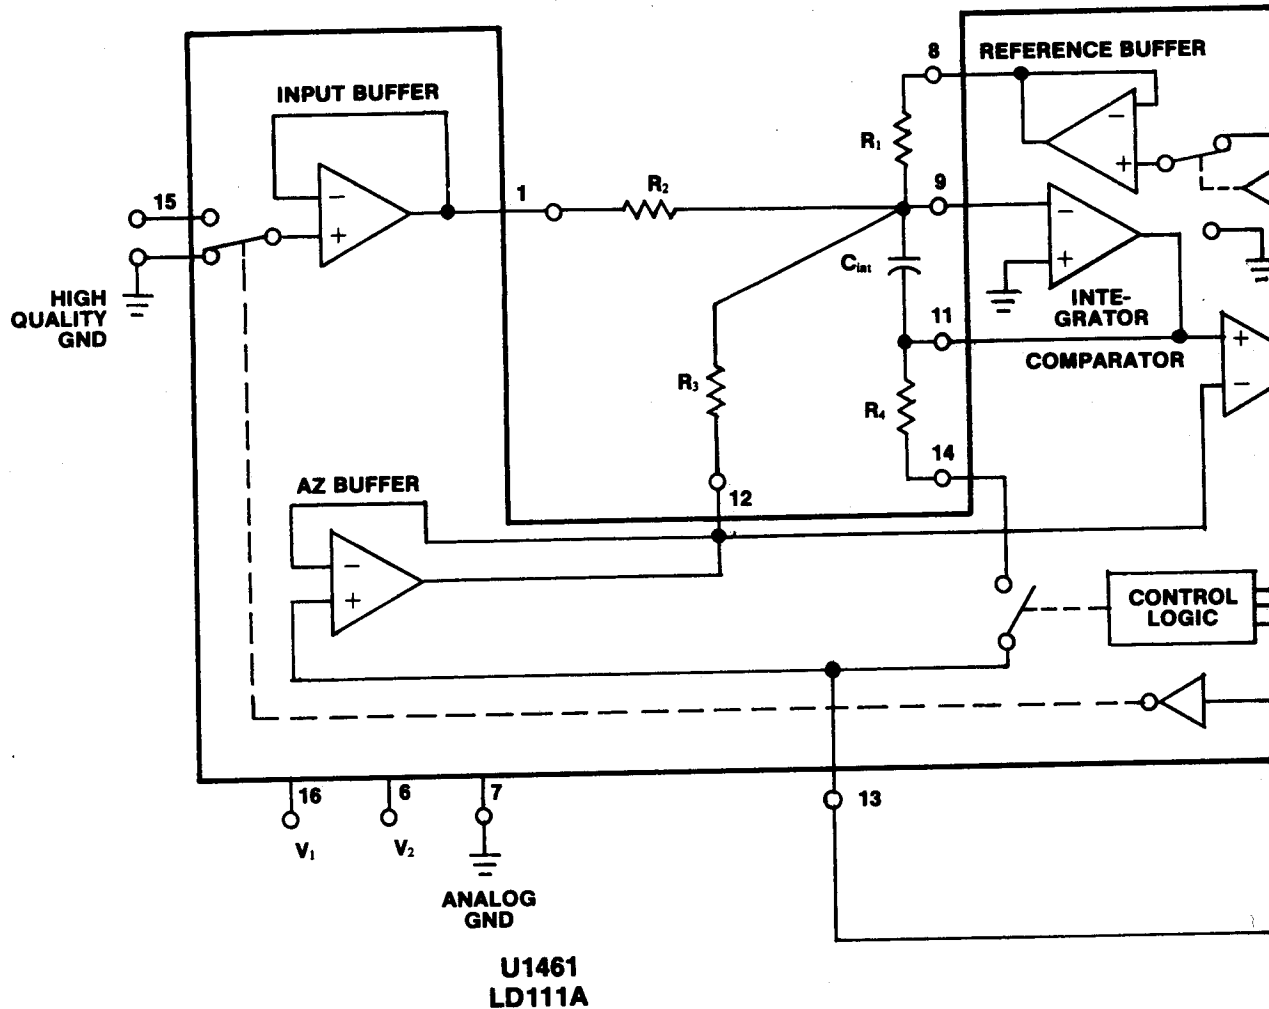 8
REFERENCE BUFFER
INPUT BUFFER
−
R₁
+
15
1
R₂
9
−
+
−
+
HIGH
QUALITY
GND
C_int
INTE-
GRATOR
11
COMPARATOR
+
−
R₃
R₄
14
AZ BUFFER
12
−
+
CONTROL
LOGIC
16
6
7
13
V₁
V₂
ANALOG
GND
U1461
LD111A